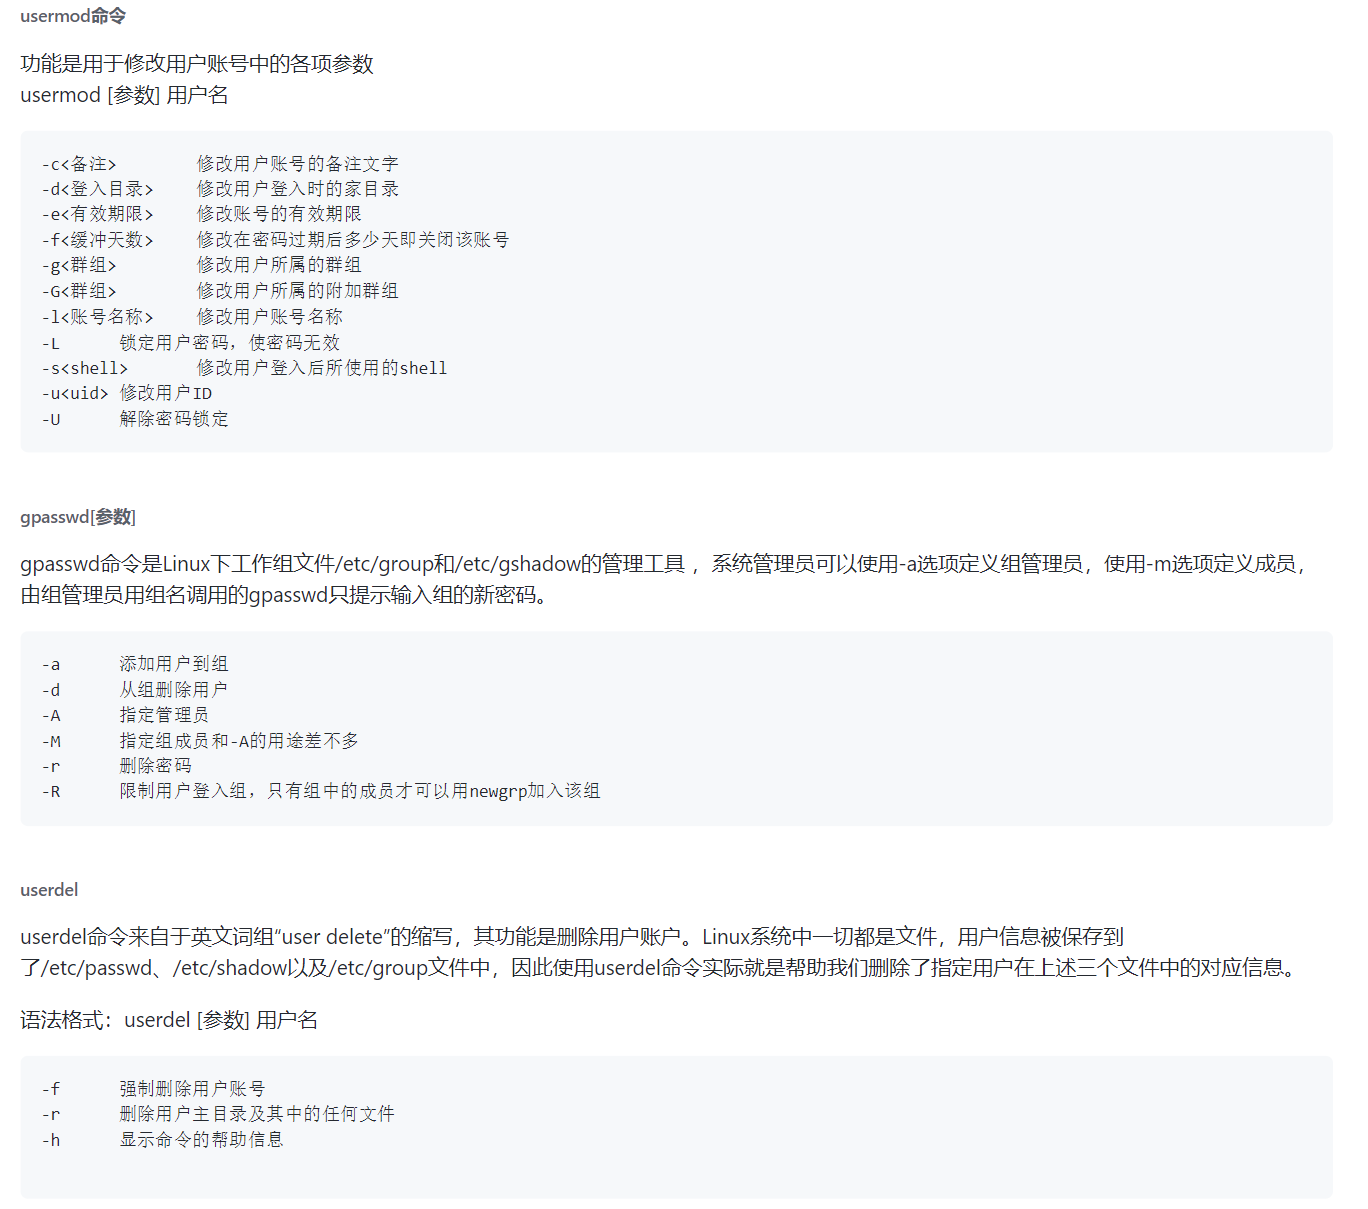 usermod命令
功能是用于修改用户账号中的各项参数
usermod [参数] 用户名
-c<备注> 修改用户账号的备注文字
-d<登入目录> 修改用户登入时的家目录
-e<有效期限> 修改账号的有效期限
-f<缓冲天数> 修改在密码过期后多少天即关闭该账号
-g<群组> 修改用户所属的群组
-G<群组> 修改用户所属的附加群组
-l<账号名称> 修改用户账号名称
-L 锁定用户密码，使密码无效
-s<shell> 修改用户登入后所使用的shell
-u<uid> 修改用户ID
-U 解除密码锁定
gpasswd[参数]
gpasswd命令是Linux下工作组文件/etc/group和/etc/gshadow的管理工具 ，系统管理员可以使用-a选项定义组管理员，使用-m选项定义成员，
由组管理员用组名调用的gpasswd只提示输入组的新密码。
-a 添加用户到组
-d 从组删除用户
-A 指定管理员
-M 指定组成员和-A的用途差不多
-r 删除密码
-R 限制用户登入组，只有组中的成员才可以用newgrp加入该组
userdel
userdel命令来自于英文词组“user delete”的缩写，其功能是删除用户账户。Linux系统中一切都是文件，用户信息被保存到
了/etc/passwd、/etc/shadow以及/etc/group文件中，因此使用userdel命令实际就是帮助我们删除了指定用户在上述三个文件中的对应信息。
语法格式：userdel [参数] 用户名
-f 强制删除用户账号
-r 删除用户主目录及其中的任何文件
-h 显示命令的帮助信息